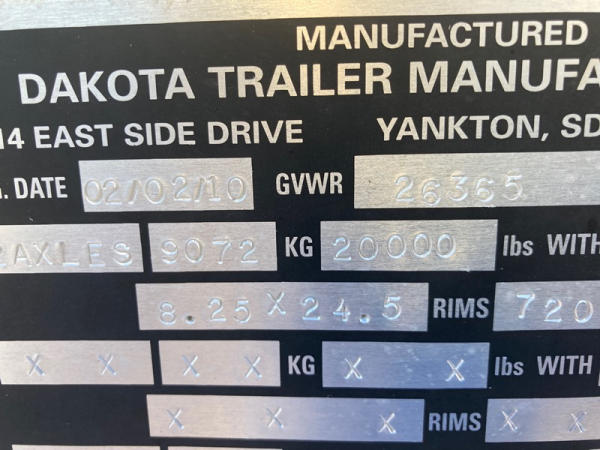 MANUFACTURED
DAKOTA TRAILER MANUFA
14 EAST SIDE DRIVE YANKTON, SD
. DATE 02/02/10 GVWR 26365
AXLES 9072 KG 20000 lbs WITH
8.25 X 24.5 RIMS 720
X X X X KG X X lbs WITH
X X X RIMS X X